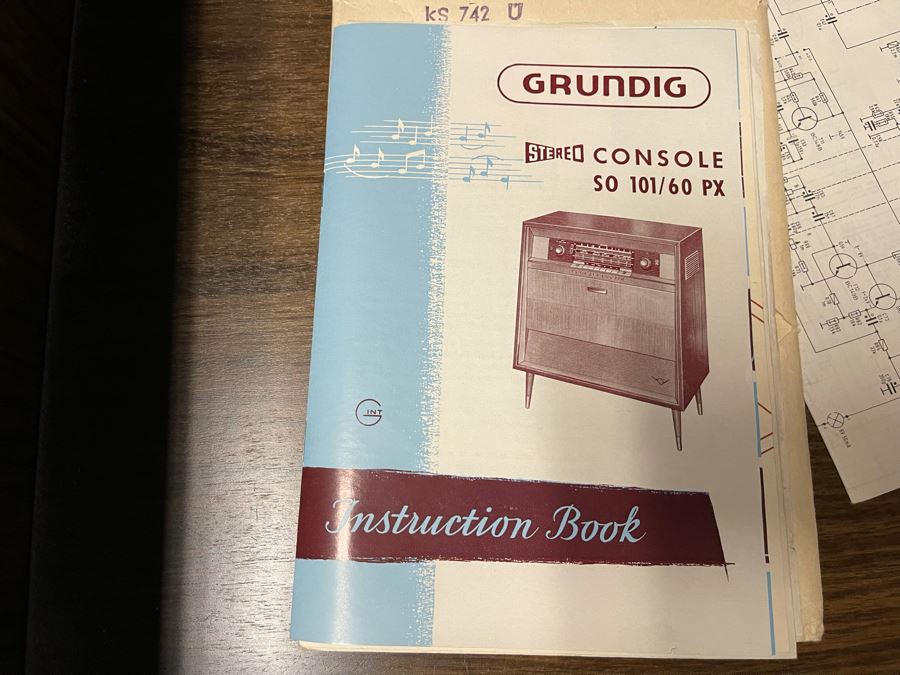 KS 742 Ü
GRUNDIG
STEREO CONSOLE
SO 101/60 PX
G INT
Instruction Book